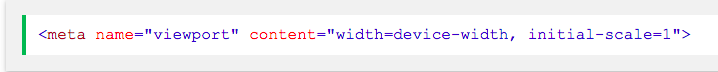 <meta name="viewport" content="width=device-width, initial-scale=1">